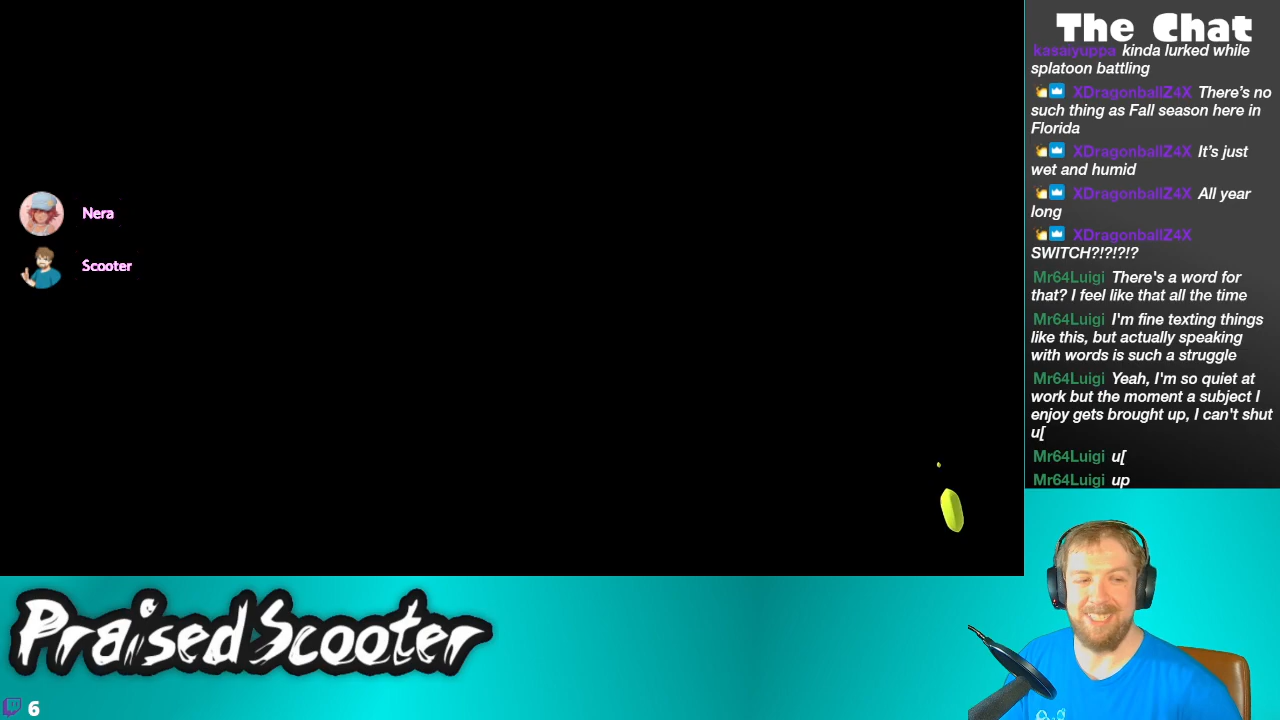 The Chat
kasaiyuppa kinda lurked while
splatoon battling
XDragonballZ4X There's no
such thing as Fall season here in
Florida
XDragonballZ4X It's just
wet and humid
XDragonballZ4X All year
long
XDragonballZ4X
SWITCH?!?!?!?
Mr64Luigi There's a word for
that? I feel like that all the time
Mr64Luigi I'm fine texting things
like this, but actually speaking
with words is such a struggle
Mr64Luigi Yeah, I'm so quiet at
work but the moment a subject I
enjoy gets brought up, I can't shut
u[
Mr64Luigi u[
Mr64Luigi up
Nera
Scooter
PraisedScooter
6